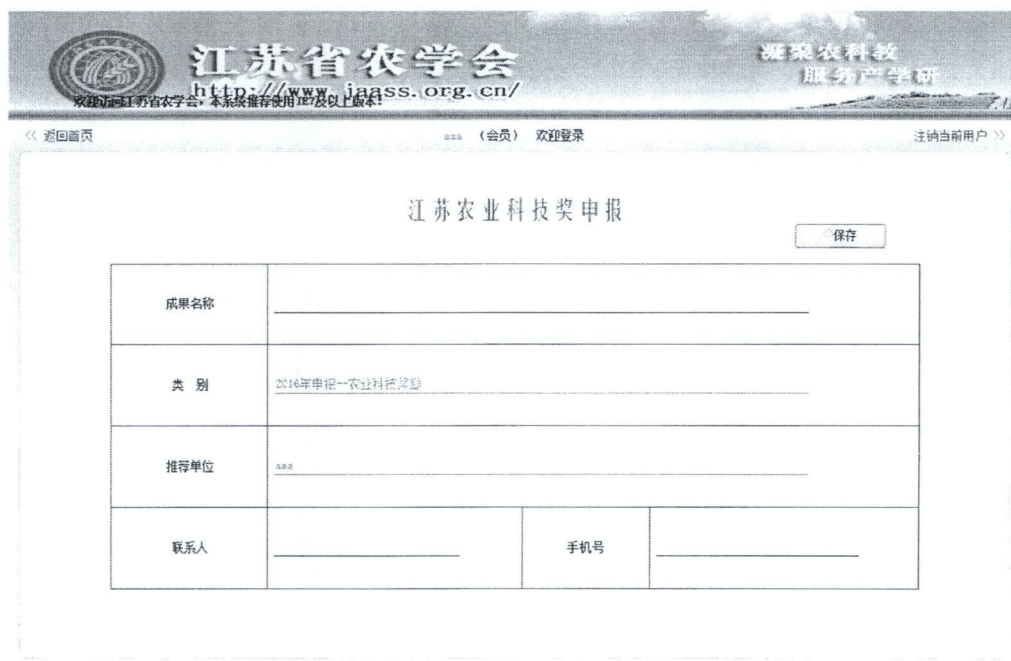 江苏省农学会
http://www.jaass.org.cn/
凝聚农科教
服务产学研
欢迎访问江苏省农学会，本系统推荐使用IE7及以上版本！
返回首页
aaa （会员） 欢迎登录
注销当前用户
江苏农业科技奖申报
保存
成果名称
类 别 2016年申报--农业科技奖励
推荐单位 aaa
联系人
手机号